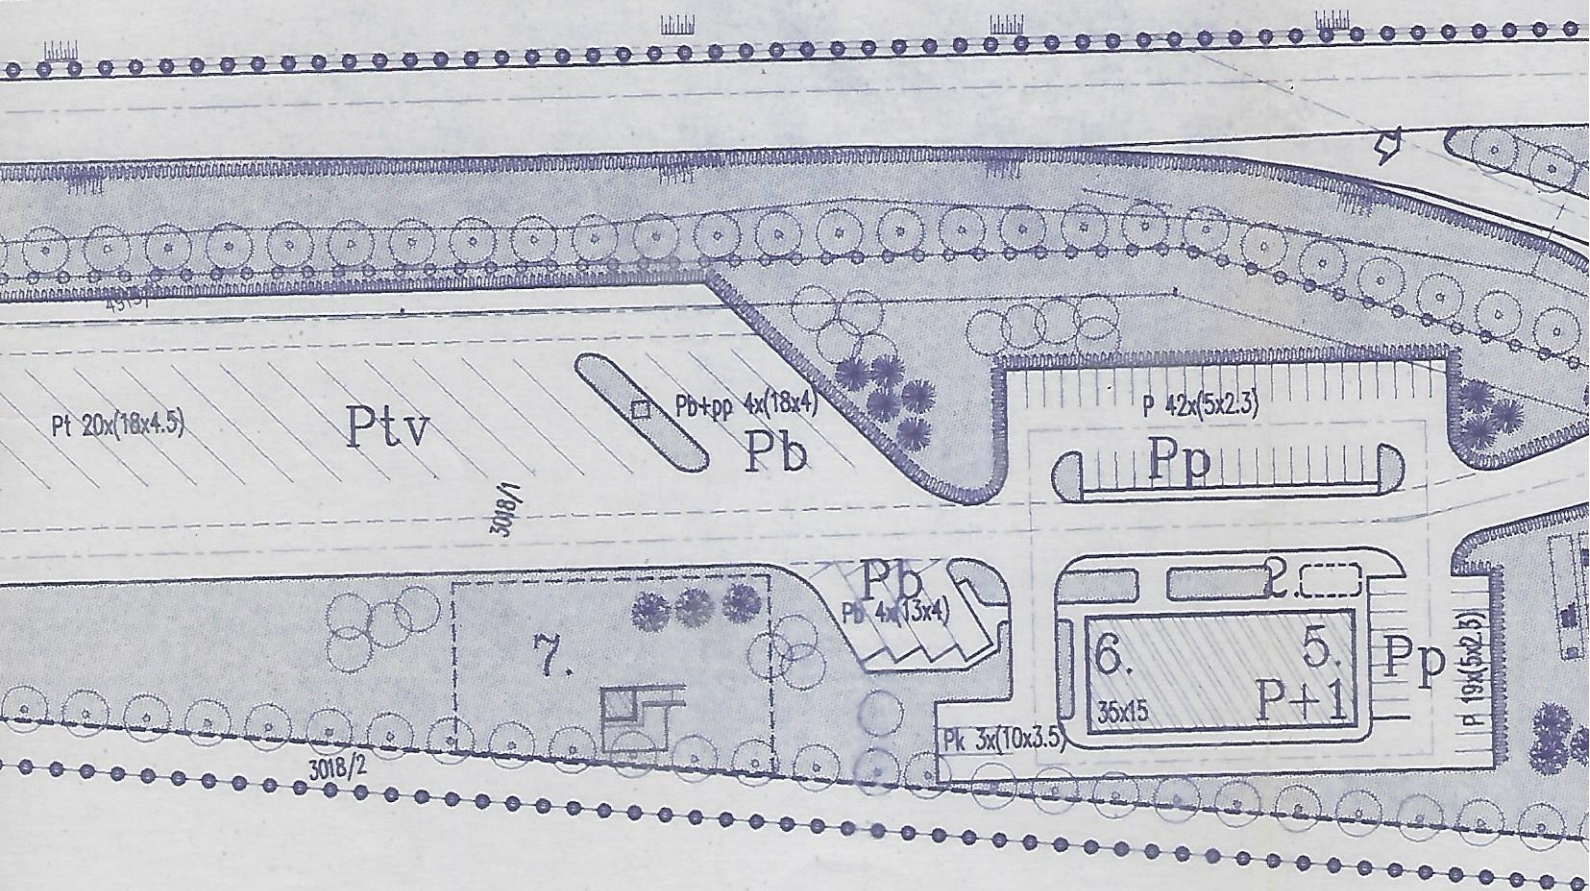 Pt 20x(18x4.5)
Ptv
Pb+pp 4x(18x4)
Pb
P 42x(5x2.3)
Pp
3018/1
Pb
Pb 4x(13x4)
2.
7.
6.
5.
35x15
P+1
Pp
P 19x(5x2.3)
Pk 3x(10x3.5)
3018/2